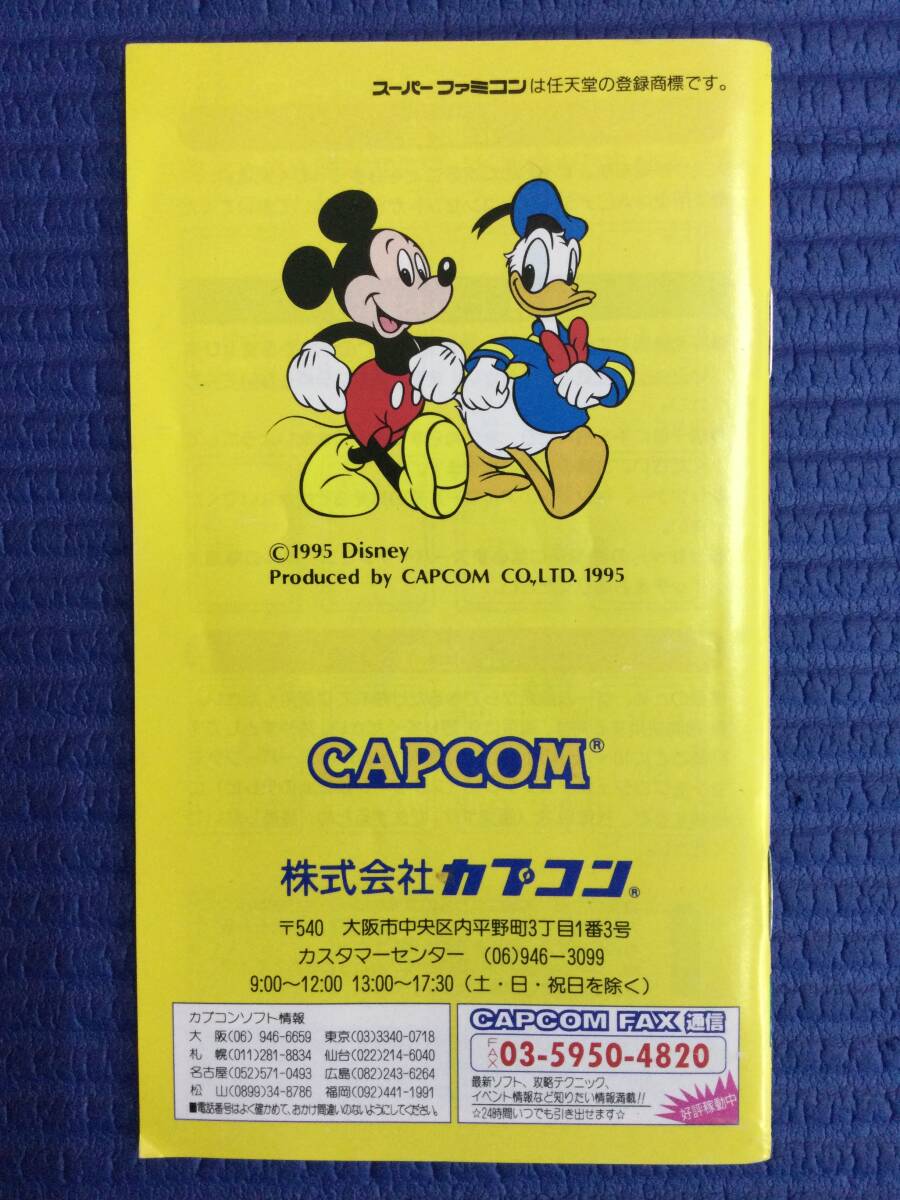 スーパーファミコンは任天堂の登録商標です。
©1995 Disney
Produced by CAPCOM CO.,LTD. 1995
CAPCOM®
株式会社カプコン®
〒540 大阪市中央区内平野町3丁目1番3号
カスタマーセンター (06)946-3099
9:00〜12:00 13:00〜17:30 (土・日・祝日を除く)
カプコンソフト情報
大 阪(06) 946-6659 東京(03)3340-0718
札 幌(011)281-8834 仙台(022)214-6040
名古屋(052)571-0493 広島(082)243-6264
松 山(0899)34-8786 福岡(092)441-1991
■電話番号はよく確かめて、おかけ間違いのないようにしてください。
CAPCOM FAX 通信
FAX 03-5950-4820
最新ソフト、攻略テクニック、
イベント情報など知りたい情報満載!!
☆24時間いつでも引き出せます☆
好評稼動中